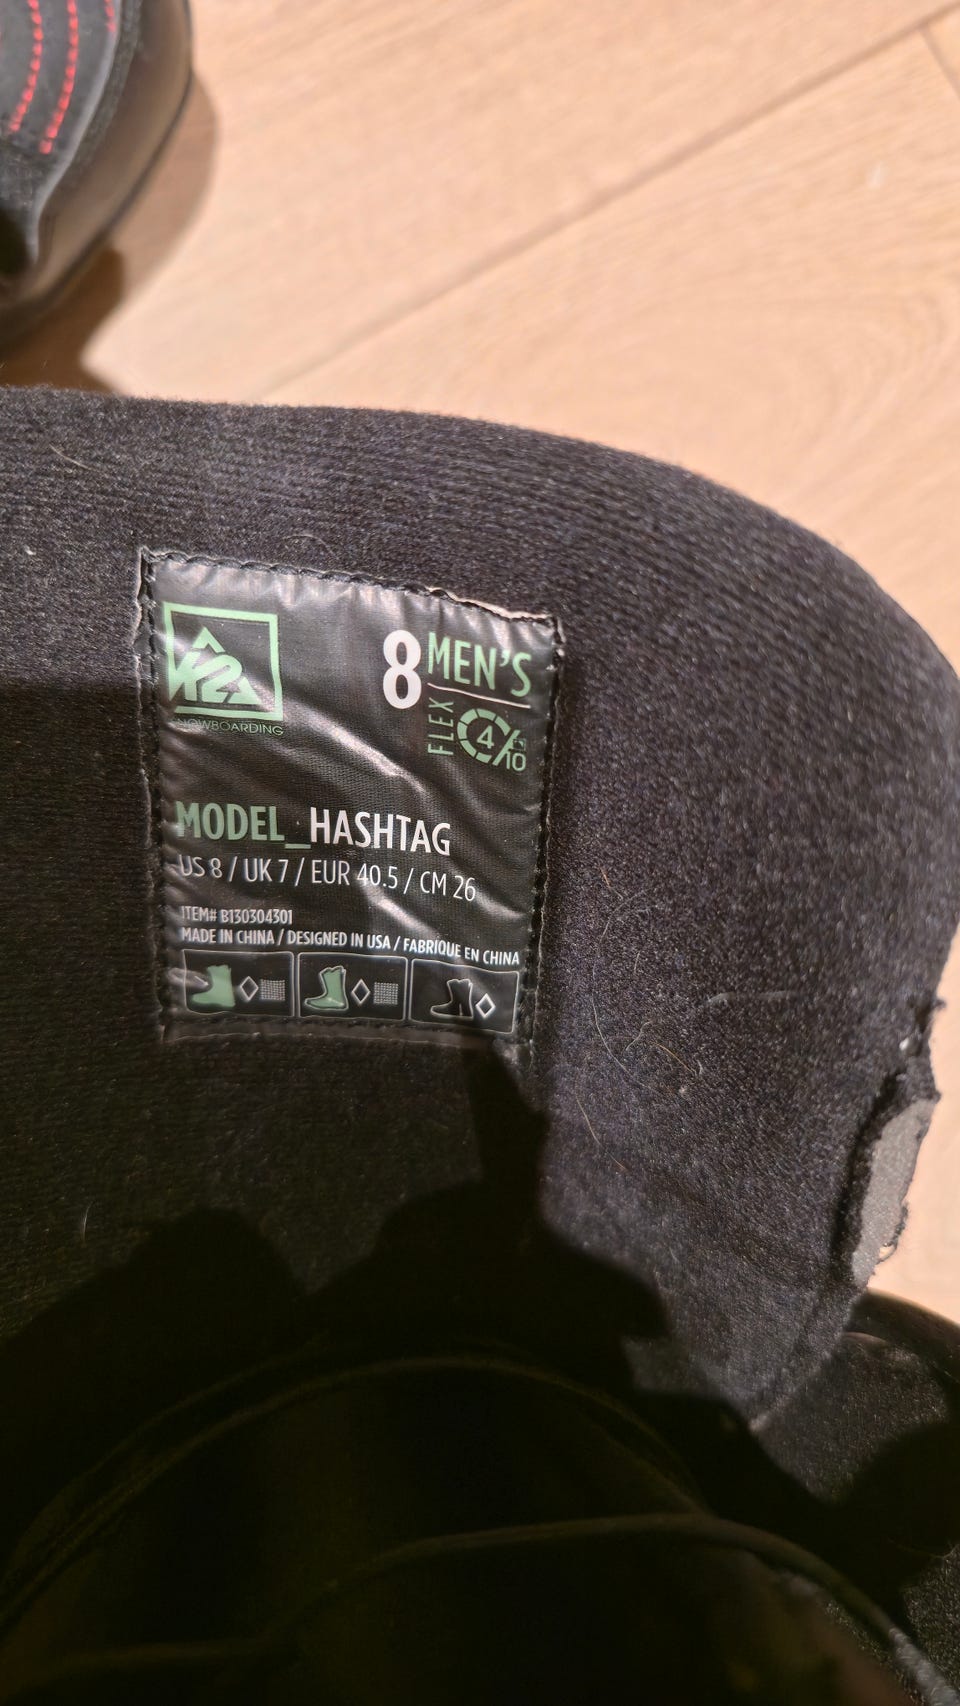 K2
SNOWBOARDING
8 MEN'S
FLEX 4/10
MODEL_HASHTAG
US 8 / UK 7 / EUR 40.5 / CM 26
ITEM# B130304301
MADE IN CHINA / DESIGNED IN USA / FABRIQUE EN CHINA